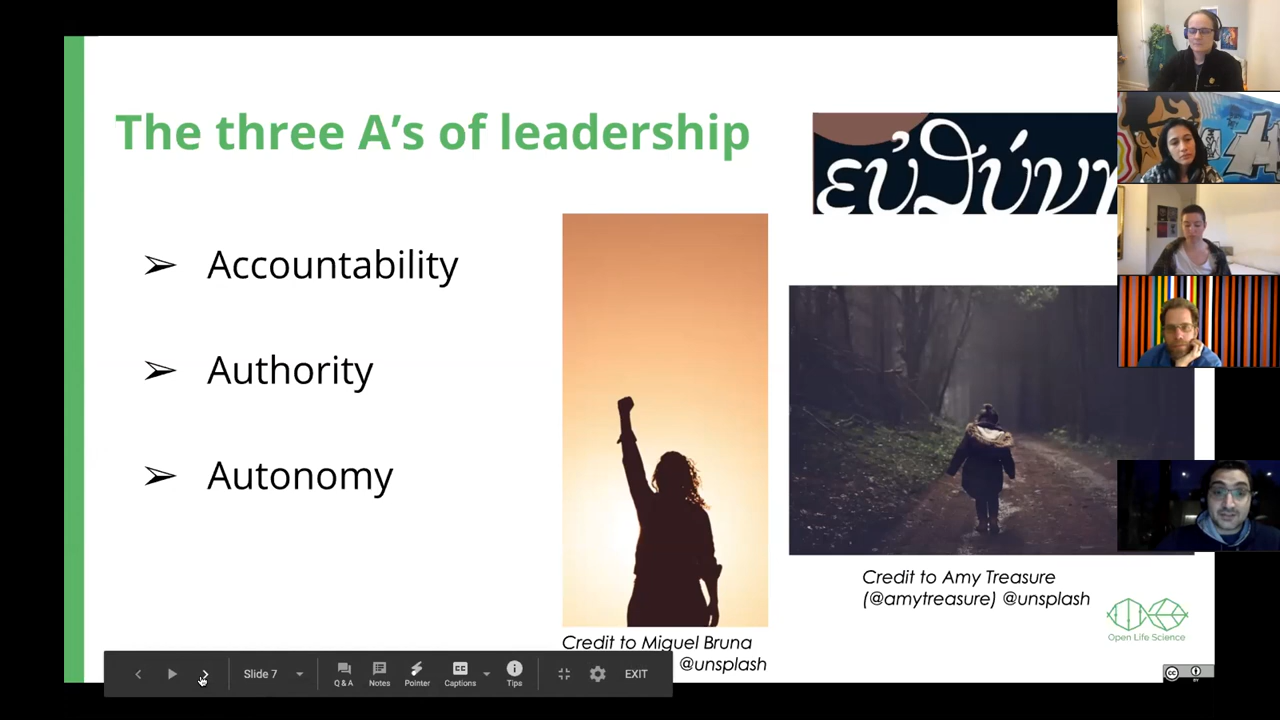 The three A’s of leadership
➢ Accountability
➢ Authority
➢ Autonomy
Credit to Amy Treasure
(@amytreasure) @unsplash
Credit to Miguel Bruna
@unsplash
Open Life Science
Slide 7
Q & A
Notes
Pointer
Captions
Tips
EXIT